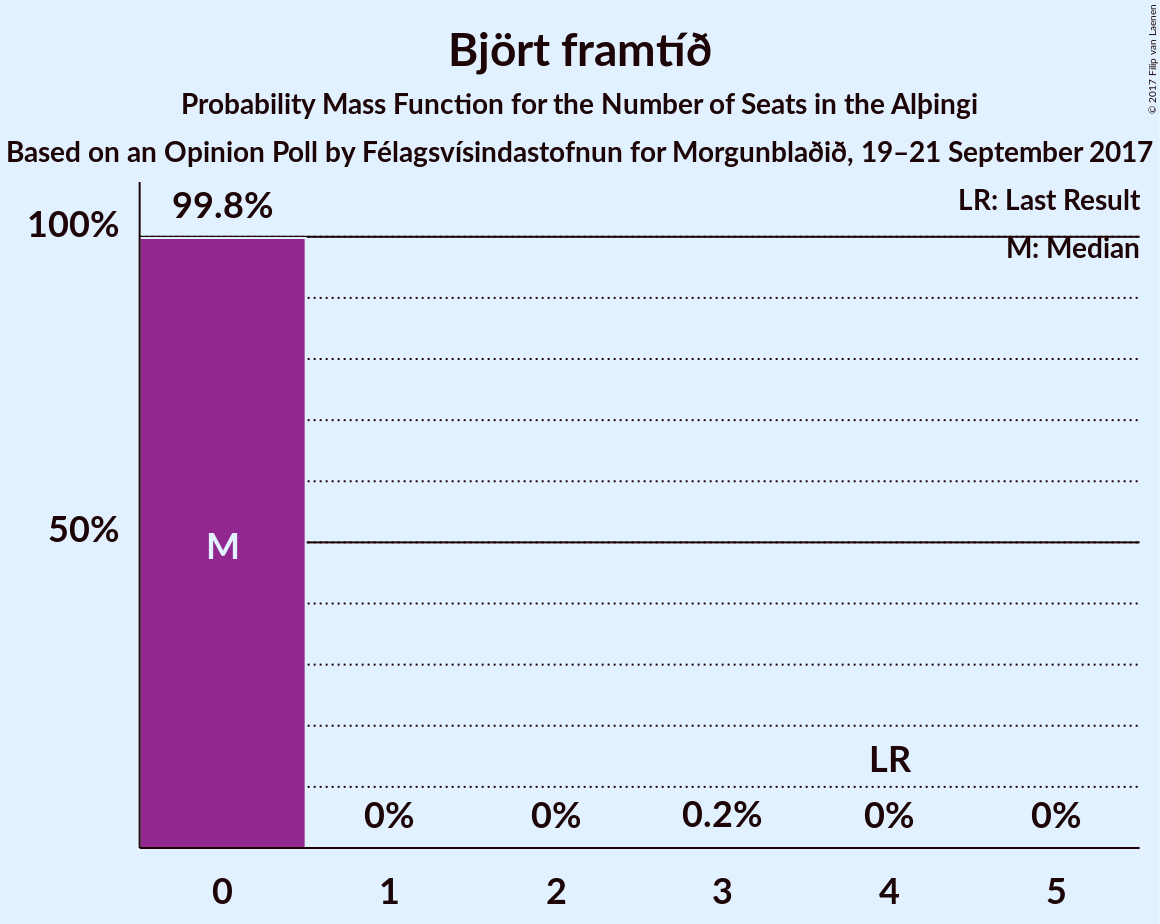 Björt framtíð
Probability Mass Function for the Number of Seats in the Alþingi
Based on an Opinion Poll by Félagsvísindastofnun for Morgunblaðið, 19–21 September 2017
© 2017 Filip van Laenen
LR: Last Result
M: Median
100%
50%
99.8%
M
0%
0%
0.2%
LR
0%
0%
0 1 2 3 4 5